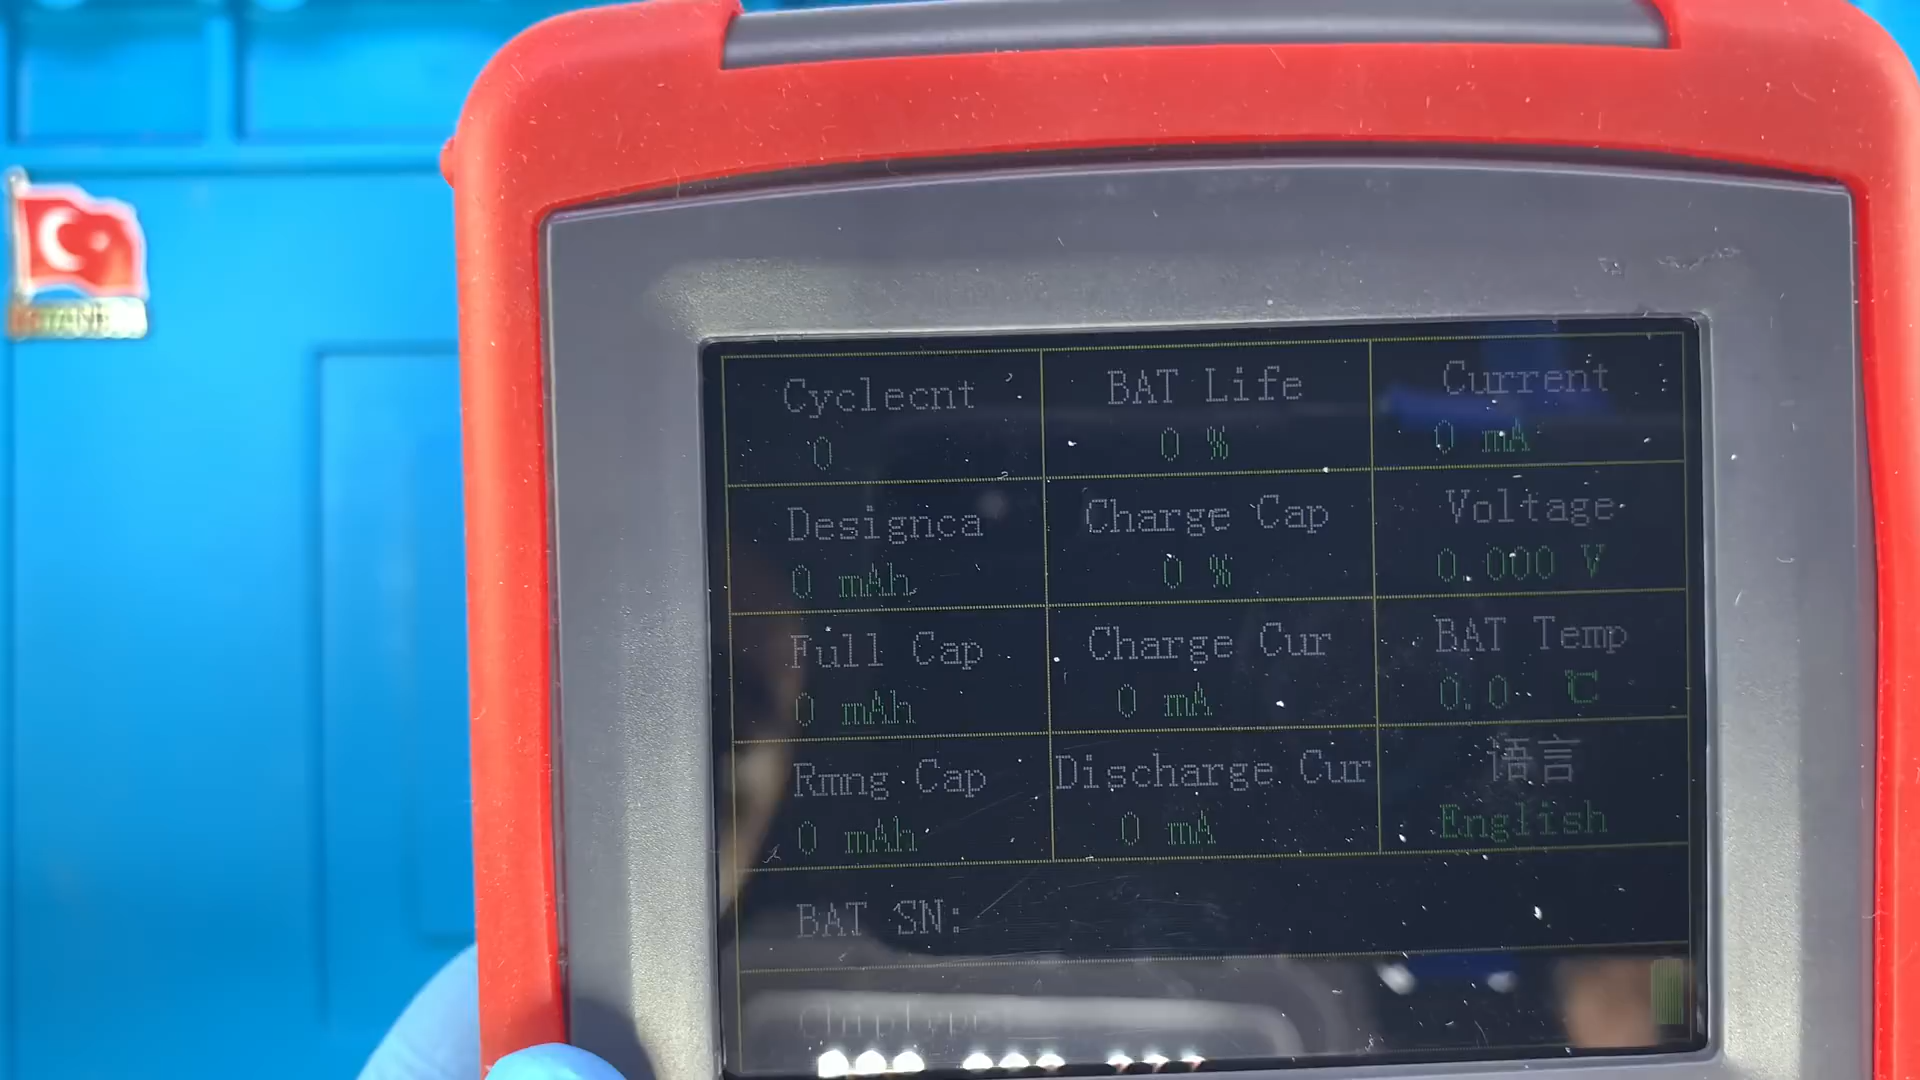 Cyclecnt
0
BAT Life
0 %
Current
0 mA
Designca
0 mAh
Charge Cap
0 %
Voltage
0.000 V
Full Cap
0 mAh
Charge Cur
0 mA
BAT Temp
0.0 ℃
Rmng Cap
0 mAh
Discharge Cur
0 mA
语言
English
BAT SN: